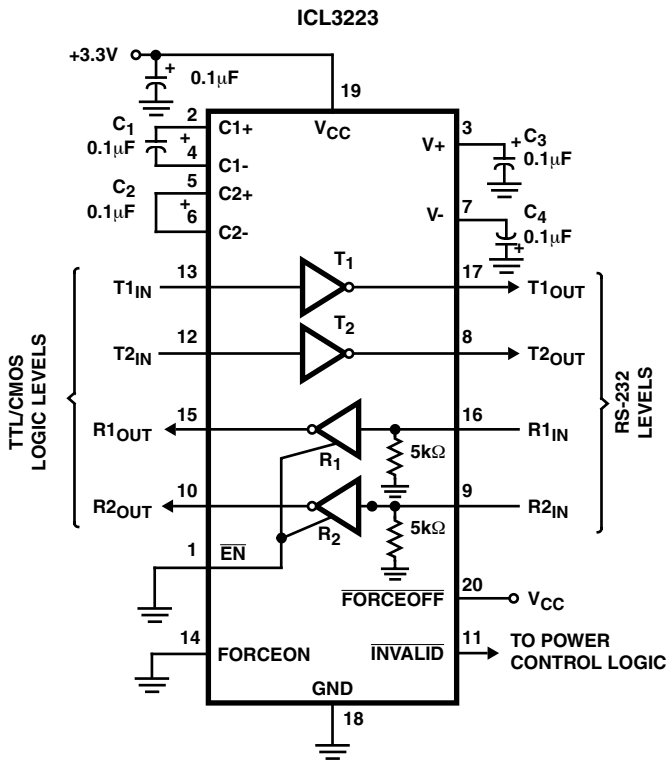 ICL3223
+3.3V
+
0.1µF
19
2
C1+
VCC
3
C1
0.1µF
+
4
C1-
V+
+
C3
0.1µF
C2
0.1µF
5
C2+
+
6
C2-
7
V-
C4
0.1µF
+
T1
13
T1IN
17
T1OUT
T2
12
T2IN
8
T2OUT
TTL/CMOS
LOGIC LEVELS
RS-232
LEVELS
15
R1OUT
16
R1IN
R1
5kΩ
10
R2OUT
9
R2IN
R2
5kΩ
1
EN
20
FORCEOFF
VCC
14
FORCEON
11
INVALID
TO POWER
CONTROL LOGIC
GND
18